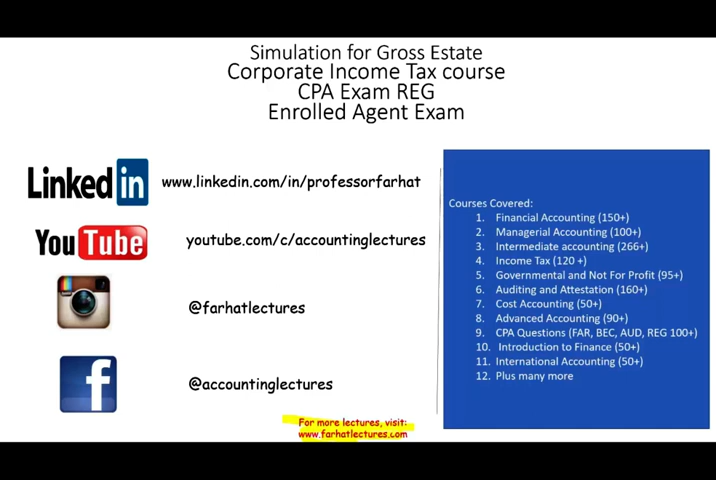 Simulation for Gross Estate
Corporate Income Tax course
CPA Exam REG
Enrolled Agent Exam
Linked in
www.linkedin.com/in/professorfarhat
You Tube
youtube.com/c/accountinglectures
@farhatlectures
f
@accountinglectures
For more lectures, visit:
www.farhatlectures.com
Courses Covered:
1. Financial Accounting (150+)
2. Managerial Accounting (100+)
3. Intermediate accounting (266+)
4. Income Tax (120 +)
5. Governmental and Not For Profit (95+)
6. Auditing and Attestation (160+)
7. Cost Accounting (50+)
8. Advanced Accounting (90+)
9. CPA Questions (FAR, BEC, AUD, REG 100+)
10. Introduction to Finance (50+)
11. International Accounting (50+)
12. Plus many more